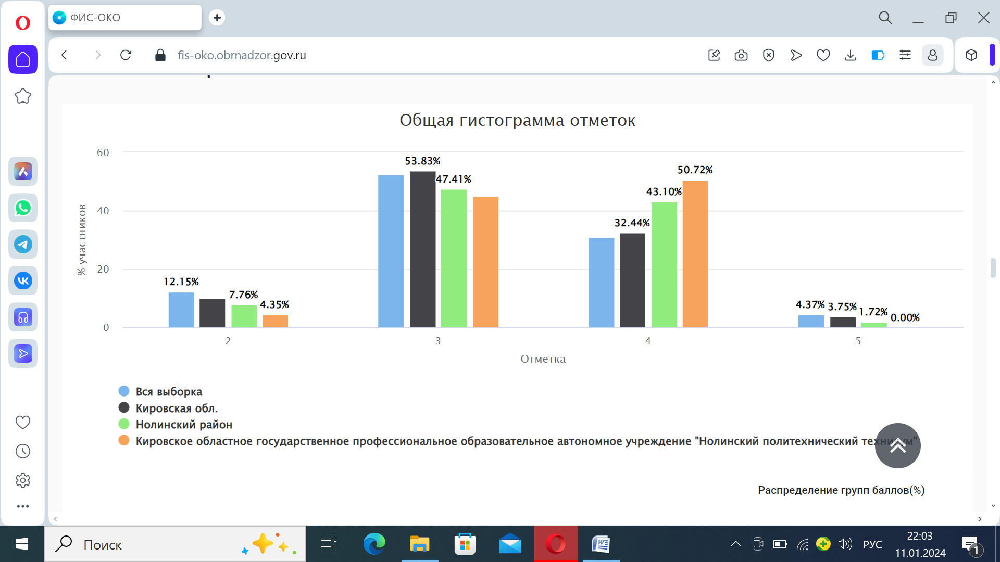 ФИС-ОКО
fis-oko.obrnadzor.gov.ru
Общая гистограмма отметок
60
40
20
0
% участников
12.15%
7.76%
4.35%
53.83%
47.41%
32.44%
43.10%
50.72%
4.37%
3.75%
1.72%
0.00%
2
3
4
5
Отметка
Вся выборка
Кировская обл.
Нолинский район
Кировское областное государственное профессиональное образовательное автономное учреждение "Нолинский политехнический техникум"
Распределение групп баллов(%)
Поиск
РУС
22:03
11.01.2024
1